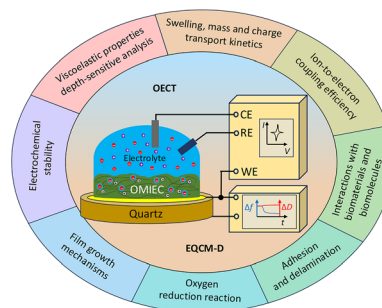 Swelling, mass and charge
transport kinetics
Ion-to-electron
coupling efficiency
Interactions with
biomaterials and
biomolecules
Adhesion
and delamination
Oxygen
reduction reaction
Film growth
mechanisms
Electrochemical
stability
Viscoelastic properties
depth-sensitive analysis
OECT
CE
RE
WE
I
V
Electrolyte
OMIEC
Quartz
Δf
ΔD
t
EQCM-D